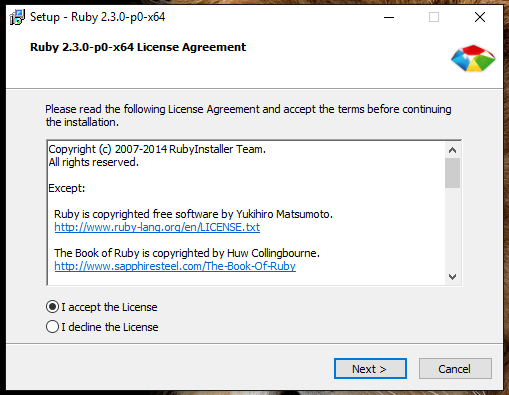 Setup - Ruby 2.3.0-p0-x64
Ruby 2.3.0-p0-x64 License Agreement
Please read the following License Agreement and accept the terms before continuing
the installation.
Copyright (c) 2007-2014 RubyInstaller Team.
All rights reserved.
Except:
Ruby is copyrighted free software by Yukihiro Matsumoto.
http://www.ruby-lang.org/en/LICENSE.txt
The Book of Ruby is copyrighted by Huw Collingbourne.
http://www.sapphiresteel.com/The-Book-Of-Ruby
I accept the License
I decline the License
Next >
Cancel